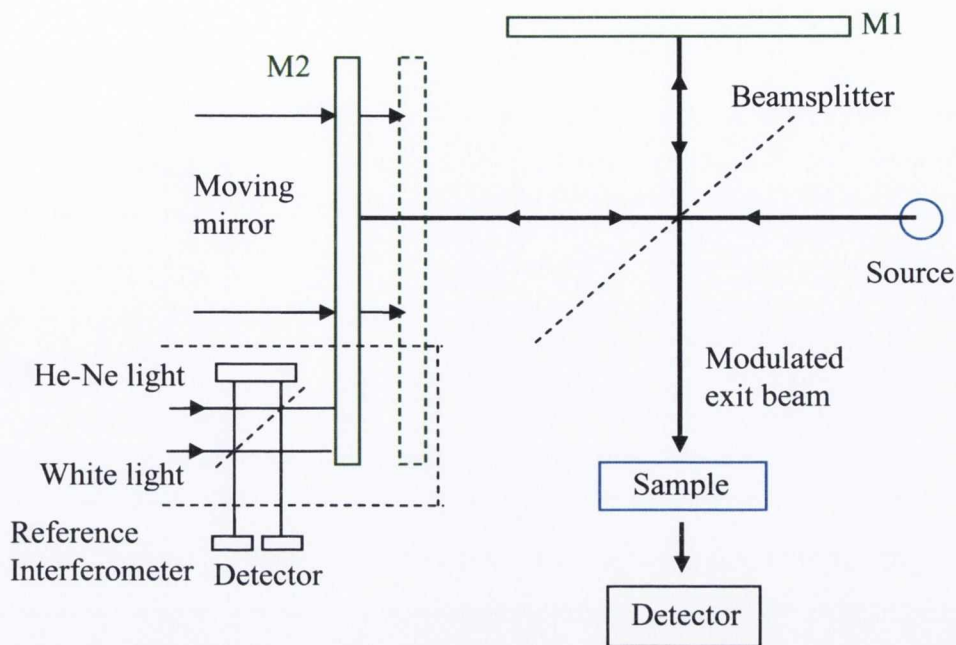 M1
M2
Beamsplitter
Moving
mirror
Source
Modulated
exit beam
He-Ne light
White light
Sample
Reference
Interferometer
Detector
Detector